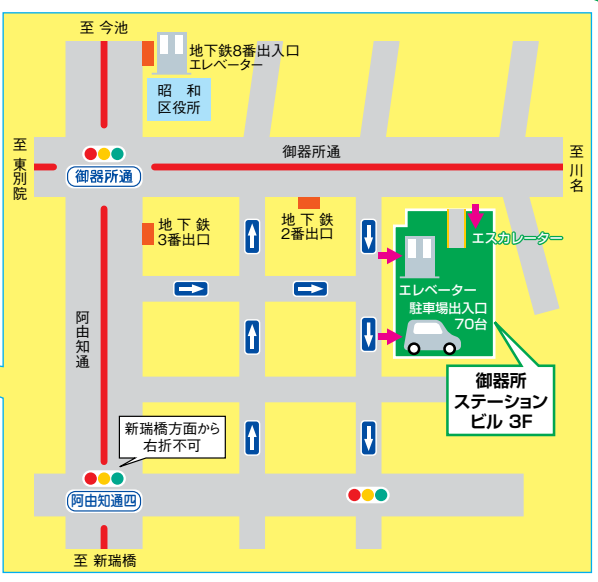 至 今池
地下鉄8番出入口
エレベーター
昭 和
区役所
至 東別院
御器所通
御器所通
至 川名
地下鉄
3番出口
地下鉄
2番出口
エスカレーター
エレベーター
駐車場出入口
70台
阿由知通
御器所
ステーション
ビル 3F
新瑞橋方面から
右折不可
阿由知通四
至 新瑞橋